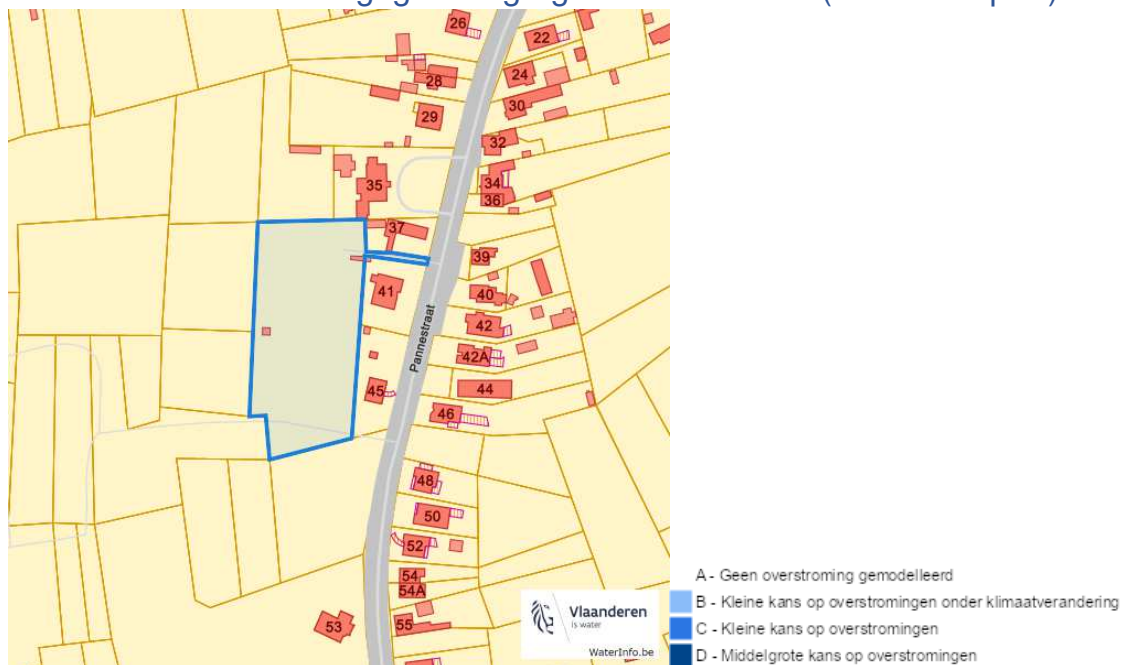 26
22
28
24
30
29
32
35
34
36
37
39
41
40
Pannestraat
42
42A
45
44
46
48
50
52
54
54A
53
55
Vlaanderen
is water
WaterInfo.be
A - Geen overstroming gemodelleerd
B - Kleine kans op overstromingen onder klimaatverandering
C - Kleine kans op overstromingen
D - Middelgrote kans op overstromingen